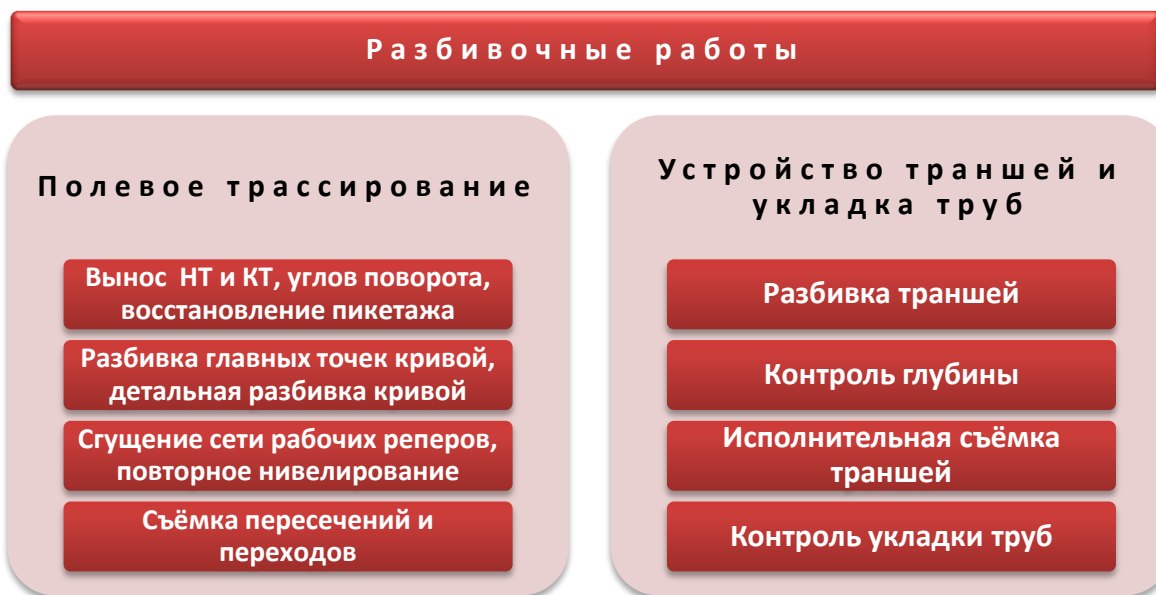 Разбивочные работы
Полевое трассирование
Вынос НТ и КТ, углов поворота,
восстановление пикетажа
Разбивка главных точек кривой,
детальная разбивка кривой
Сгущение сети рабочих реперов,
повторное нивелирование
Съёмка пересечений и
переходов
Устройство траншей и
укладка труб
Разбивка траншей
Контроль глубины
Исполнительная съёмка
траншей
Контроль укладки труб